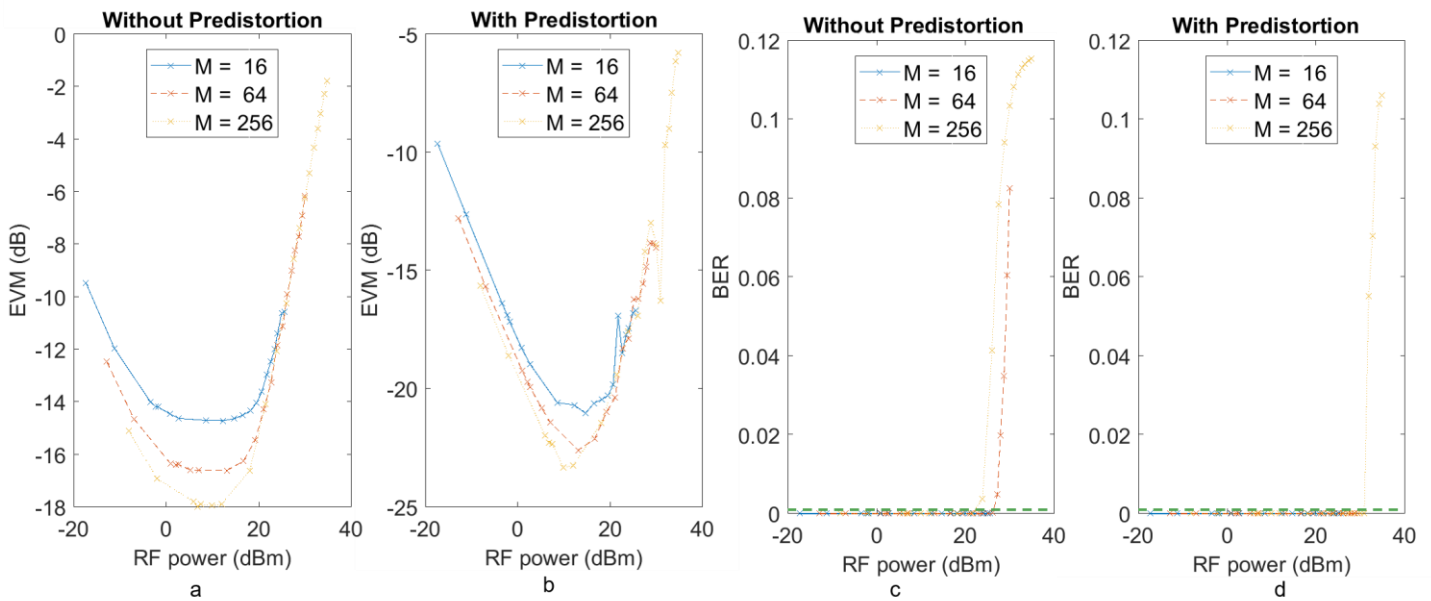 Without Predistortion
0
-2
-4
-6
-8
-10
-12
-14
-16
-18
EVM (dB)
-20
0
20
40
RF power (dBm)
M = 16
M = 64
M = 256
a
With Predistortion
-5
-10
-15
-20
-25
EVM (dB)
-20
0
20
40
RF power (dBm)
M = 16
M = 64
M = 256
b
Without Predistortion
0.12
0.1
0.08
0.06
0.04
0.02
0
BER
-20
0
20
40
RF power (dBm)
M = 16
M = 64
M = 256
c
With Predistortion
0.12
0.1
0.08
0.06
0.04
0.02
0
BER
-20
0
20
40
RF power (dBm)
M = 16
M = 64
M = 256
d